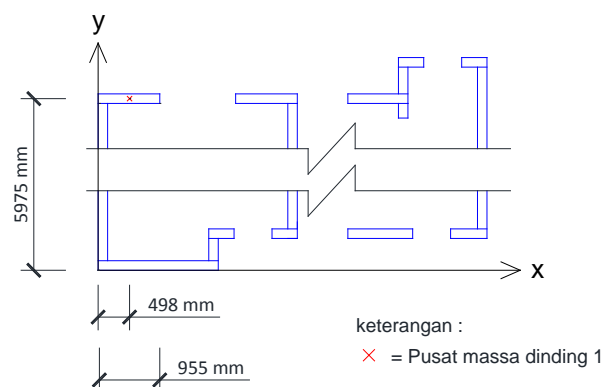 y
5975 mm
x
498 mm
955 mm
keterangan :
= Pusat massa dinding 1